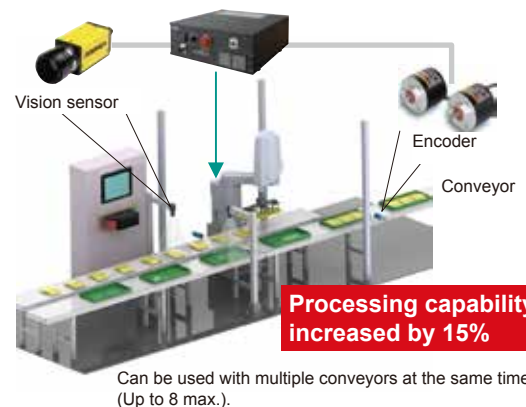 Vision sensor
Encoder
Conveyor
Processing capability
increased by 15%
Can be used with multiple conveyors at the same time
(Up to 8 max.).